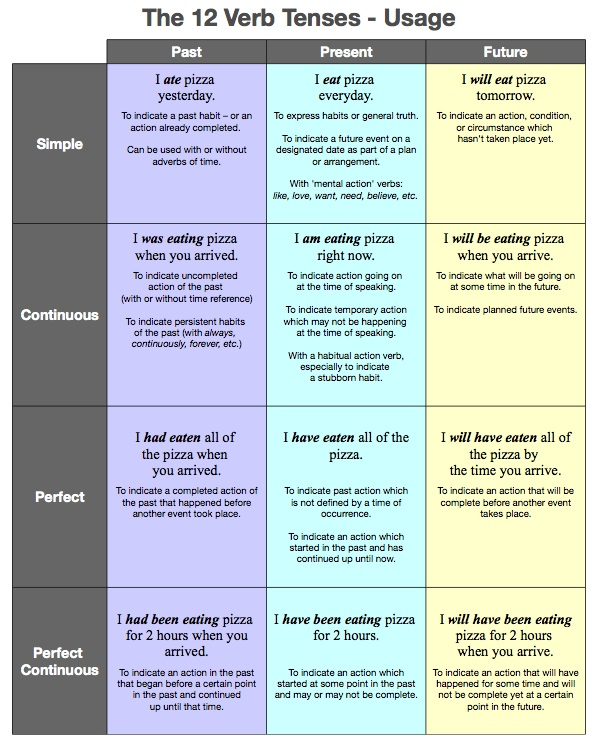 The 12 Verb Tenses - Usage
Past
Present
Future
Simple
I ate pizza
yesterday.
To indicate a past habit – or an
action already completed.
Can be used with or without
adverbs of time.
I eat pizza
everyday.
To express habits or general truth.
To indicate a future event on a
designated date as part of a plan
or arrangement.
With 'mental action' verbs:
like, love, want, need, believe, etc.
I will eat pizza
tomorrow.
To indicate an action, condition,
or circumstance which
hasn't taken place yet.
Continuous
I was eating pizza
when you arrived.
To indicate uncompleted
action of the past
(with or without time reference)
To indicate persistent habits
of the past (with always,
continuously, forever, etc.)
I am eating pizza
right now.
To indicate action going on
at the time of speaking.
To indicate temporary action
which may not be happening
at the time of speaking.
With a habitual action verb,
especially to indicate
a stubborn habit.
I will be eating pizza
when you arrive.
To indicate what will be going on
at some time in the future.
To indicate planned future events.
Perfect
I had eaten all of
the pizza when
you arrived.
To indicate a completed action of
the past that happened before
another event took place.
I have eaten all of the
pizza.
To indicate past action which
is not defined by a time of
occurrence.
To indicate an action which
started in the past and has
continued up until now.
I will have eaten all of
the pizza by
the time you arrive.
To indicate an action that will be
complete before another event
takes place.
Perfect
Continuous
I had been eating pizza
for 2 hours when you
arrived.
To indicate an action in the past
that began before a certain point
in the past and continued
up until that time.
I have been eating pizza
for 2 hours.
To indicate an action which
started at some point in the past
and may or may not be complete.
I will have been eating
pizza for 2 hours
when you arrive.
To indicate an action that will have
happened for some time and will
not be complete yet at a certain
point in the future.